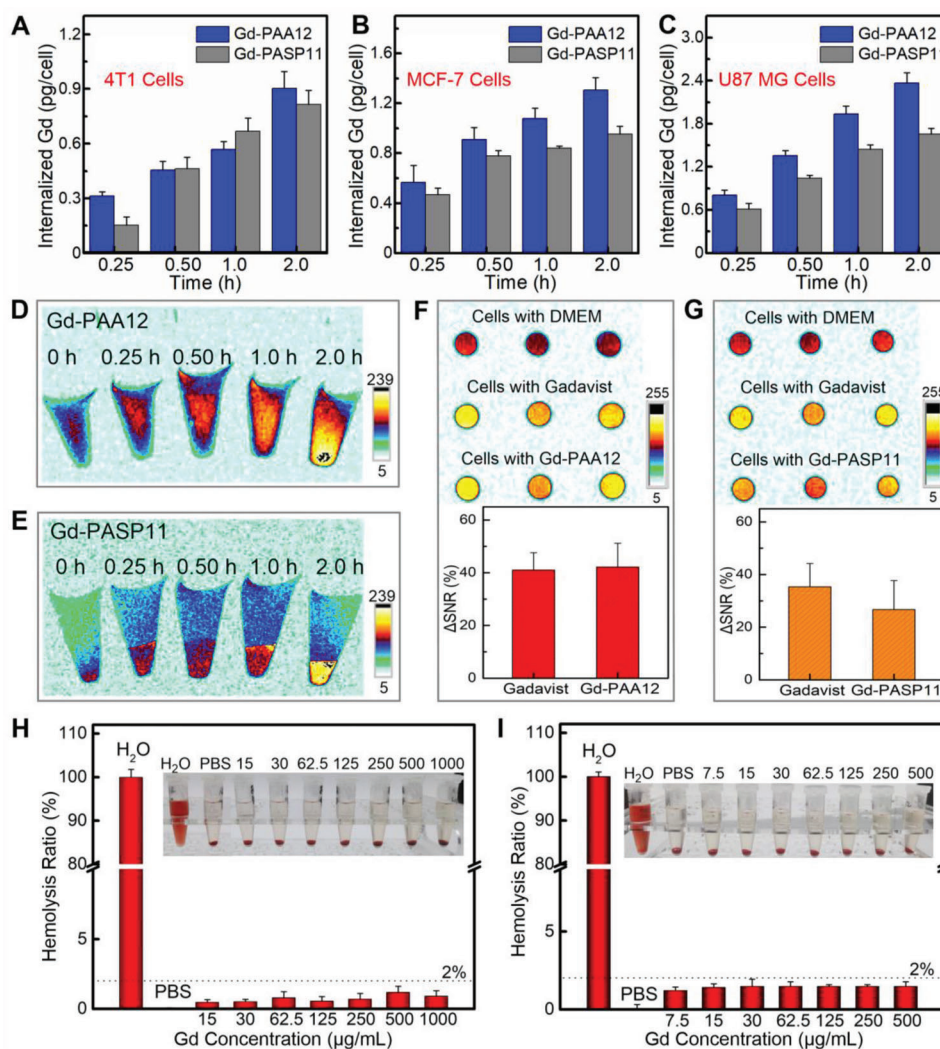 A
Gd-PAA12
Gd-PASP11
4T1 Cells
Internalized Gd (pg/cell)
1.2
0.9
0.6
0.3
0
0.25 0.50 1.0 2.0
Time (h)
B
Gd-PAA12
Gd-PASP11
MCF-7 Cells
Internalized Gd (pg/cell)
1.8
1.4
1.2
0.8
0.4
0
0.25 0.50 1.0 2.0
Time (h)
C
Gd-PAA12
Gd-PASP11
U87 MG Cells
Internalized Gd (pg/cell)
3.0
2.4
1.8
1.2
0.6
0
0.25 0.50 1.0 2.0
Time (h)
D
Gd-PAA12
0 h 0.25 h 0.50 h 1.0 h 2.0 h
239
5
E
Gd-PASP11
0 h 0.25 h 0.50 h 1.0 h 2.0 h
239
5
F
Cells with DMEM
Cells with Gadavist
Cells with Gd-PAA12
255
5
ΔSNR (%)
60
40
20
0
Gadavist Gd-PAA12
G
Cells with DMEM
Cells with Gadavist
Cells with Gd-PASP11
255
5
ΔSNR (%)
60
40
20
0
Gadavist Gd-PASP11
H
Hemolysis Ratio (%)
110
100
90
80
5
0
H₂O
H₂O PBS 15 30 62.5 125 250 500 1000
2%
PBS
15 30 62.5 125 250 500 1000
Gd Concentration (µg/mL)
I
Hemolysis Ratio (%)
110
100
90
80
5
0
H₂O
H₂O PBS 7.5 15 30 62.5 125 250 500
2%
PBS
7.5 15 30 62.5 125 250 500
Gd Concentration (µg/mL)